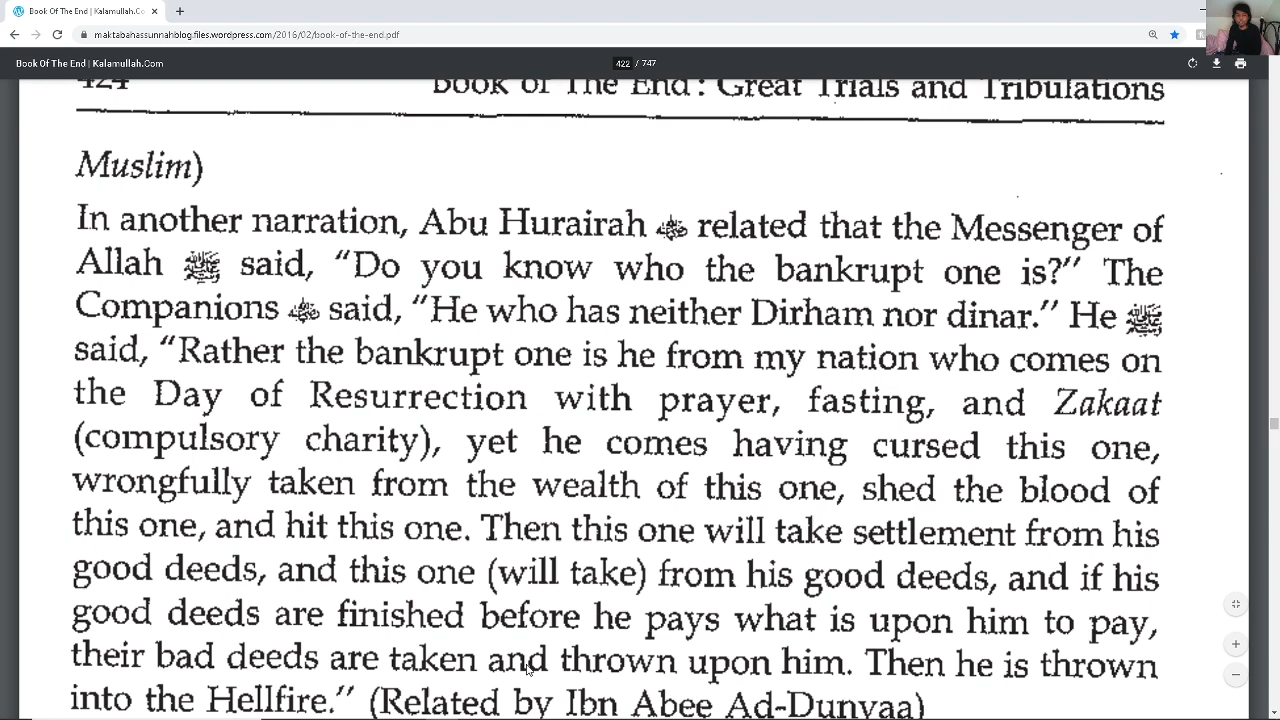 Book Of The End | Kalamullah.Co
maktabahassunnahblog.files.wordpress.com/2016/02/book-of-the-end.pdf
Book Of The End | Kalamullah.Com
422 / 747
424 Book of The End: Great Trials and Tribulations
Muslim)
In another narration, Abu Hurairah related that the Messenger of
Allah ﷺ said, "Do you know who the bankrupt one is?" The
Companions said, "He who has neither Dirham nor dinar." He ﷺ
said, "Rather the bankrupt one is he from my nation who comes on
the Day of Resurrection with prayer, fasting, and Zakaat
(compulsory charity), yet he comes having cursed this one,
wrongfully taken from the wealth of this one, shed the blood of
this one, and hit this one. Then this one will take settlement from his
good deeds, and this one (will take) from his good deeds, and if his
good deeds are finished before he pays what is upon him to pay,
their bad deeds are taken and thrown upon him. Then he is thrown
into the Hellfire." (Related by Ibn Abee Ad-Dunyaa)